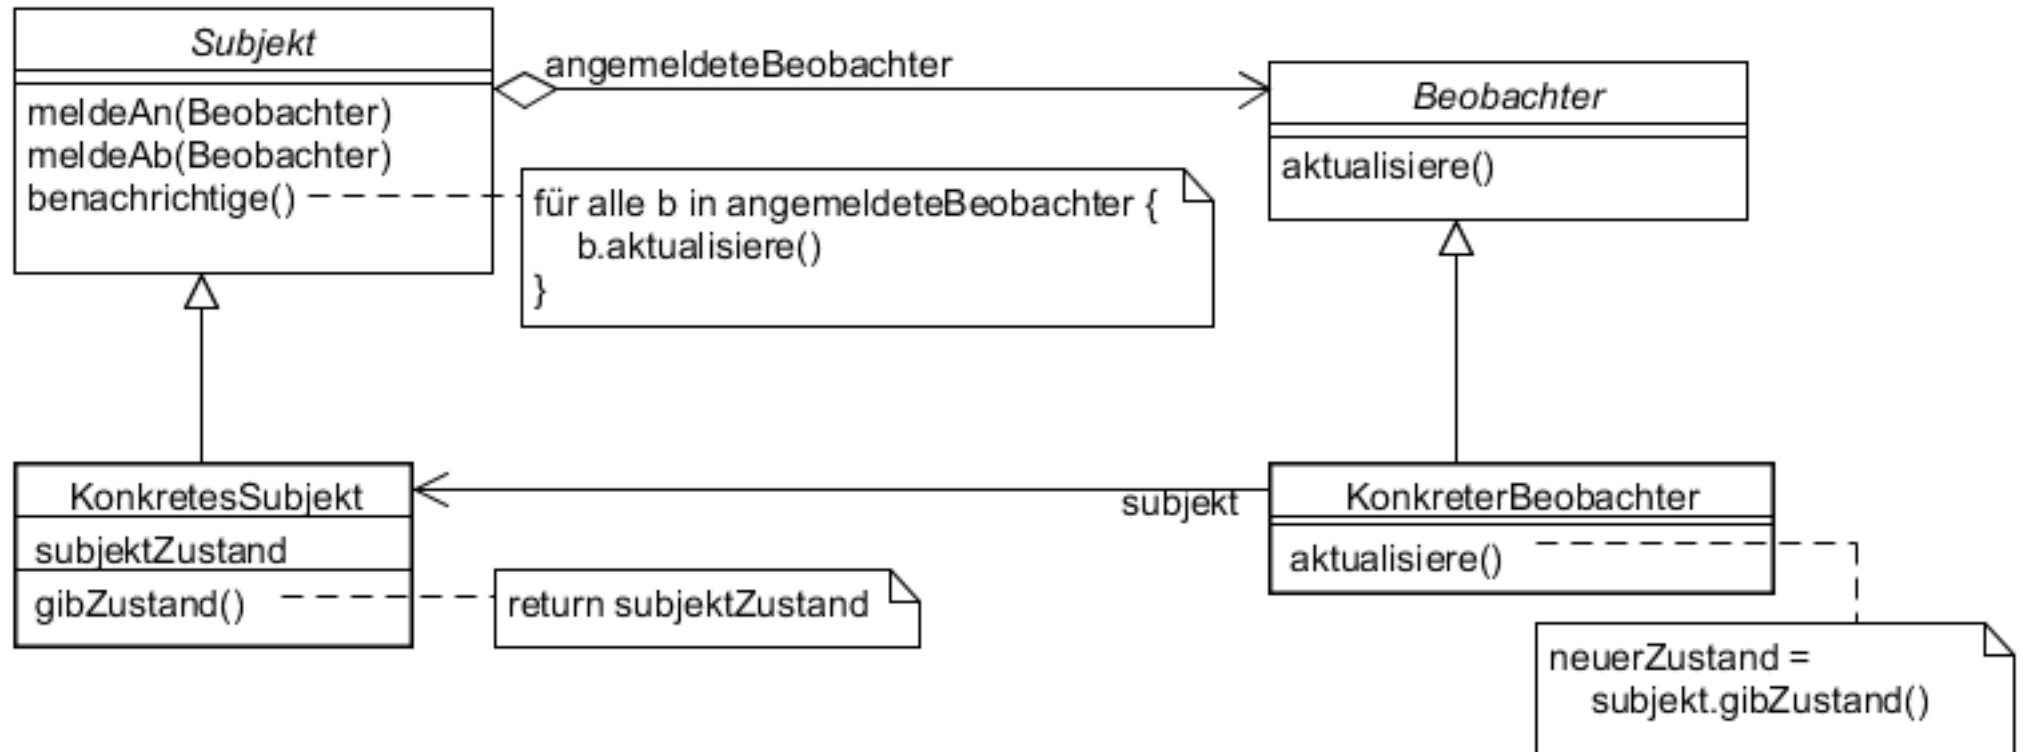 Subjekt
meldeAn(Beobachter)
meldeAb(Beobachter)
benachrichtige()
angemeldeteBeobachter
Beobachter
aktualisiere()
für alle b in angemeldeteBeobachter {
b.aktualisiere()
}
KonkretesSubjekt
subjektZustand
gibZustand()
return subjektZustand
subjekt
KonkreterBeobachter
aktualisiere()
neuerZustand =
subjekt.gibZustand()